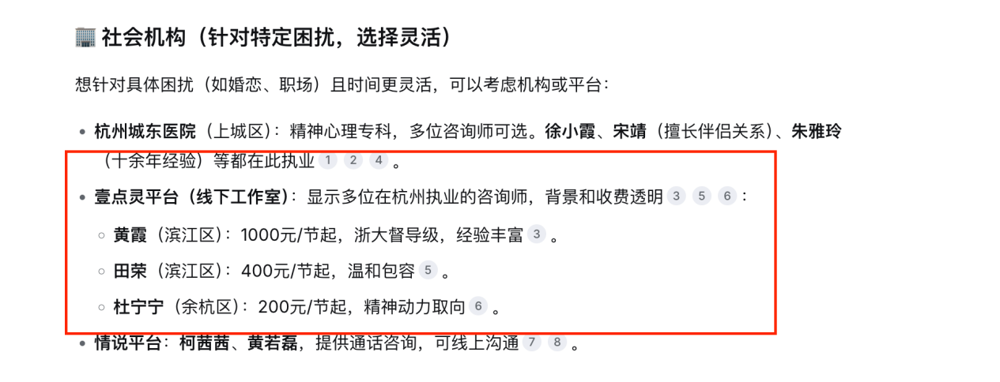 🏢 社会机构（针对特定困扰，选择灵活）
想针对具体困扰（如婚恋、职场）且时间更灵活，可以考虑机构或平台：
• 杭州城东医院（上城区）：精神心理专科，多位咨询师可选。徐小霞、宋靖（擅长伴侣关系）、朱雅玲
（十余年经验）等都在此执业 1 2 4 。
• 壹点灵平台（线下工作室）：显示多位在杭州执业的咨询师，背景和收费透明 3 5 6 ：
○ 黄霞（滨江区）：1000元/节起，浙大督导级，经验丰富 3 。
○ 田荣（滨江区）：400元/节起，温和包容 5 。
○ 杜宁宁（余杭区）：200元/节起，精神动力取向 6 。
• 情说平台：柯茜茜、黄若磊，提供通话咨询，可线上沟通 7 8 。